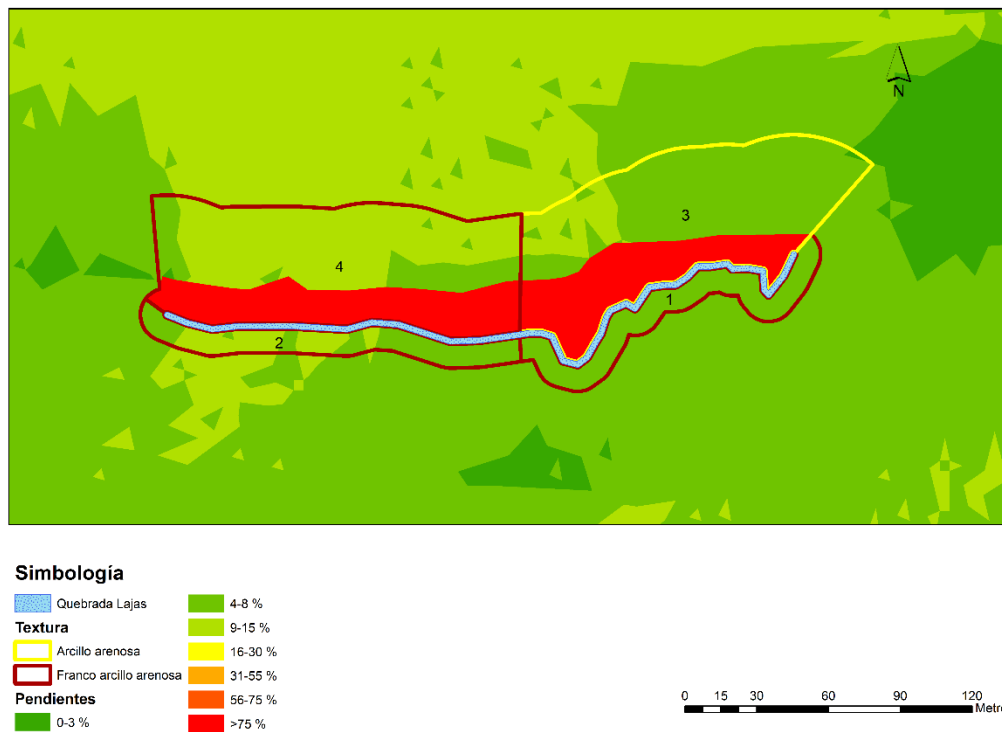 N
3
4
1
2
Simbología
Quebrada Lajas
Textura
Arcillo arenosa
Franco arcillo arenosa
Pendientes
0-3 %
4-8 %
9-15 %
16-30 %
31-55 %
56-75 %
>75 %
0 15 30 60 90 120
Metro